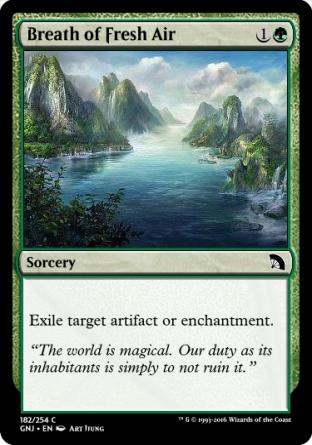 Breath of Fresh Air 1
Sorcery
Exile target artifact or enchantment.
“The world is magical. Our duty as its
inhabitants is simply to not ruin it.”
182/254 C
GNJ • EN Art Jung
™ & © 1993-2016 Wizards of the Coast